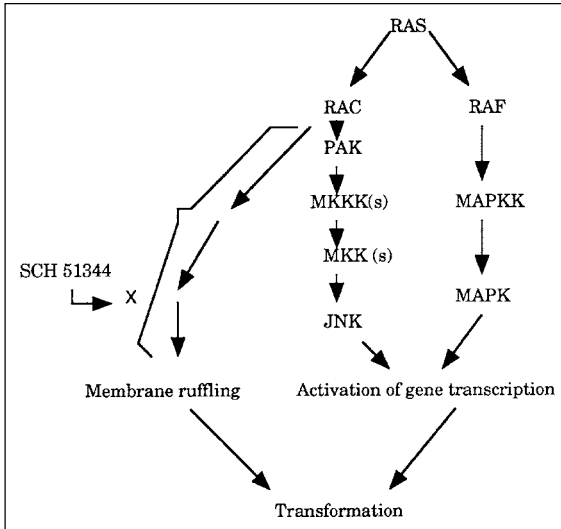 RAS
RAC RAF
PAK
MKKK(s) MAPKK
MKK (s)
SCH 51344
X
MAPK
JNK
Membrane ruffling Activation of gene transcription
Transformation